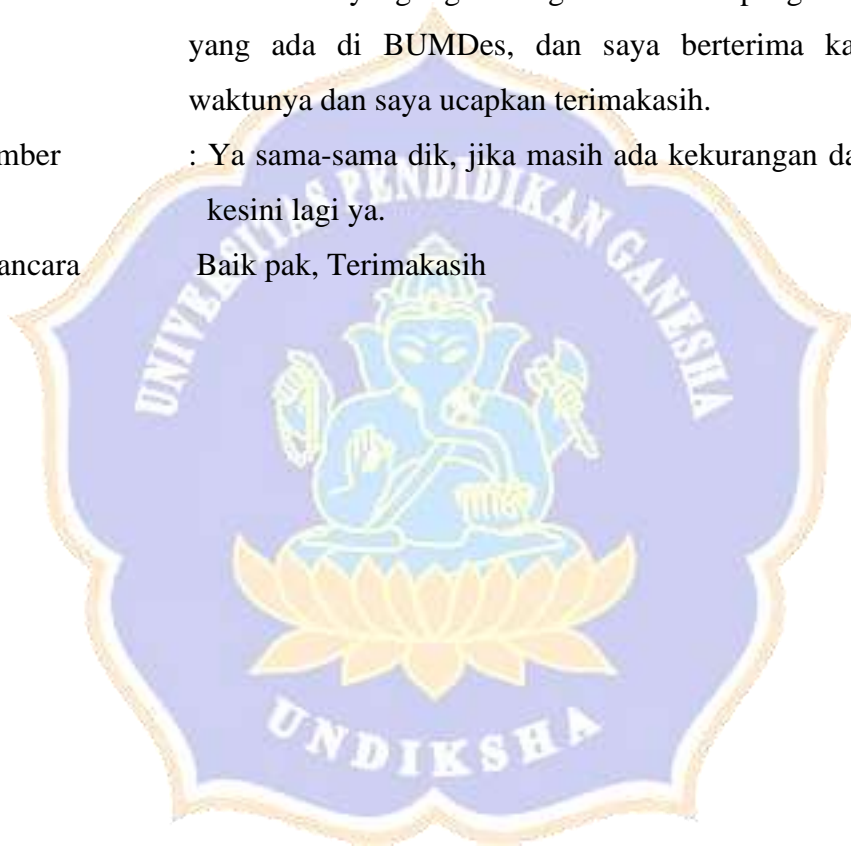 yang ada di BUMDes, dan saya berterima ka
waktunya dan saya ucapkan terimakasih.
mber : Ya sama-sama dik, jika masih ada kekurangan da
kesini lagi ya.
ancara Baik pak, Terimakasih
UNIVERSITAS PENDIDIKAN GANESHA
UNDIKSHA